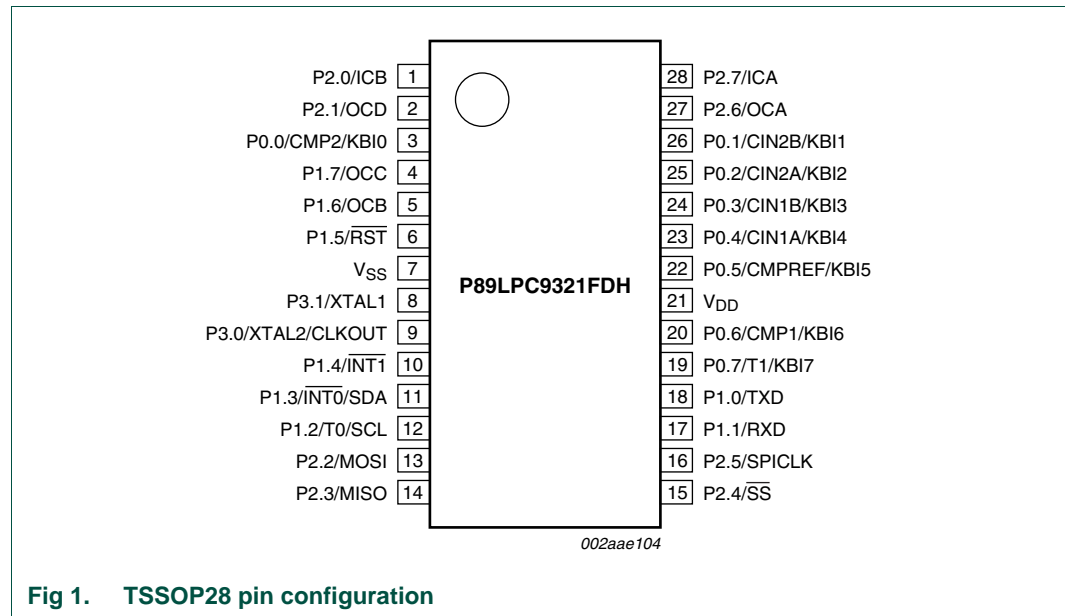 P2.0/ICB 1
P2.1/OCD 2
P0.0/CMP2/KBI0 3
P1.7/OCC 4
P1.6/OCB 5
P1.5/R̅S̅T̅ 6
VSS 7
P3.1/XTAL1 8
P3.0/XTAL2/CLKOUT 9
P1.4/I̅N̅T̅1̅ 10
P1.3/I̅N̅T̅0̅/SDA 11
P1.2/T0/SCL 12
P2.2/MOSI 13
P2.3/MISO 14
P89LPC9321FDH
28 P2.7/ICA
27 P2.6/OCA
26 P0.1/CIN2B/KBI1
25 P0.2/CIN2A/KBI2
24 P0.3/CIN1B/KBI3
23 P0.4/CIN1A/KBI4
22 P0.5/CMPREF/KBI5
21 VDD
20 P0.6/CMP1/KBI6
19 P0.7/T1/KBI7
18 P1.0/TXD
17 P1.1/RXD
16 P2.5/SPICLK
15 P2.4/S̅S̅
002aae104
Fig 1. TSSOP28 pin configuration